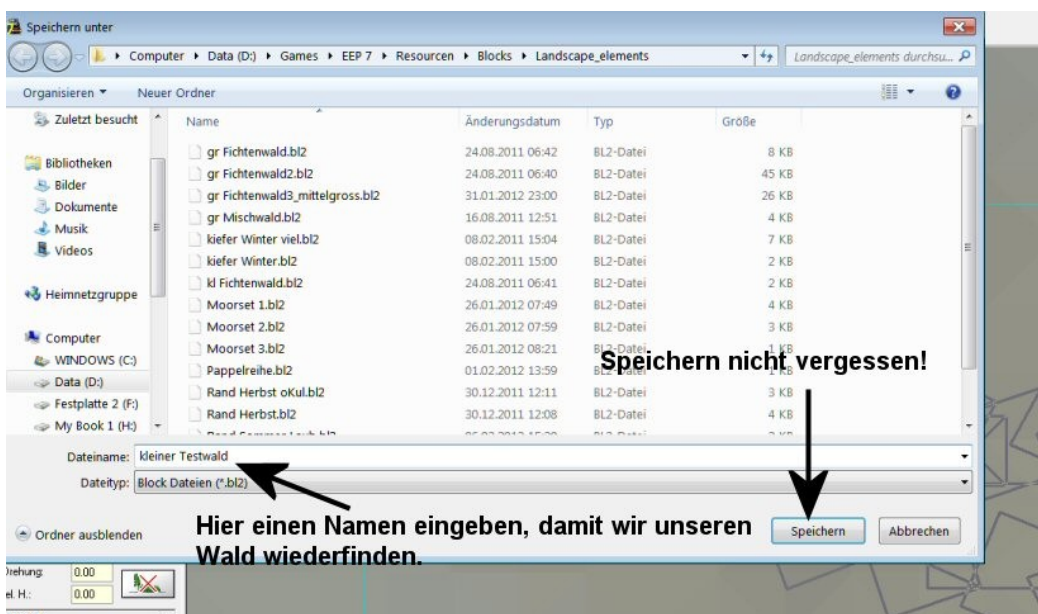 Speichern unter
Computer Data (D:) Games EEP 7 Resourcen Blocks Landscape_elements
Landscape_elements durchsu...
Organisieren Neuer Ordner
Zuletzt besucht
Bibliotheken
Bilder
Dokumente
Musik
Videos
Heimnetzgruppe
Computer
WINDOWS (C:)
Data (D:)
Festplatte 2 (F:)
My Book 1 (H:)
Name Änderungsdatum Typ Größe
gr Fichtenwald.bl2 24.08.2011 06:42 BL2-Datei 8 KB
gr Fichtenwald2.bl2 24.08.2011 06:40 BL2-Datei 45 KB
gr Fichtenwald3_mittelgross.bl2 31.01.2012 23:00 BL2-Datei 26 KB
gr Mischwald.bl2 16.08.2011 12:51 BL2-Datei 4 KB
kiefer Winter viel.bl2 08.02.2011 15:04 BL2-Datei 7 KB
kiefer Winter.bl2 08.02.2011 15:00 BL2-Datei 2 KB
kl Fichtenwald.bl2 24.08.2011 06:41 BL2-Datei 2 KB
Moorset 1.bl2 26.01.2012 07:49 BL2-Datei 4 KB
Moorset 2.bl2 26.01.2012 07:59 BL2-Datei 3 KB
Moorset 3.bl2 26.01.2012 08:21 BL2-Datei 1 KB
Speichern nicht vergessen!
Pappelreihe.bl2 01.02.2012 13:59 BL2-Datei 1 KB
Rand Herbst oKul.bl2 30.12.2011 12:11 BL2-Datei 3 KB
Rand Herbst.bl2 30.12.2011 12:08 BL2-Datei 4 KB
Dateiname: kleiner Testwald
Dateityp: Block Dateien (*.bl2)
Hier einen Namen eingeben, damit wir unseren
Wald wiederfinden.
Ordner ausblenden
Speichern Abbrechen
0.00
el. H.: 0.00